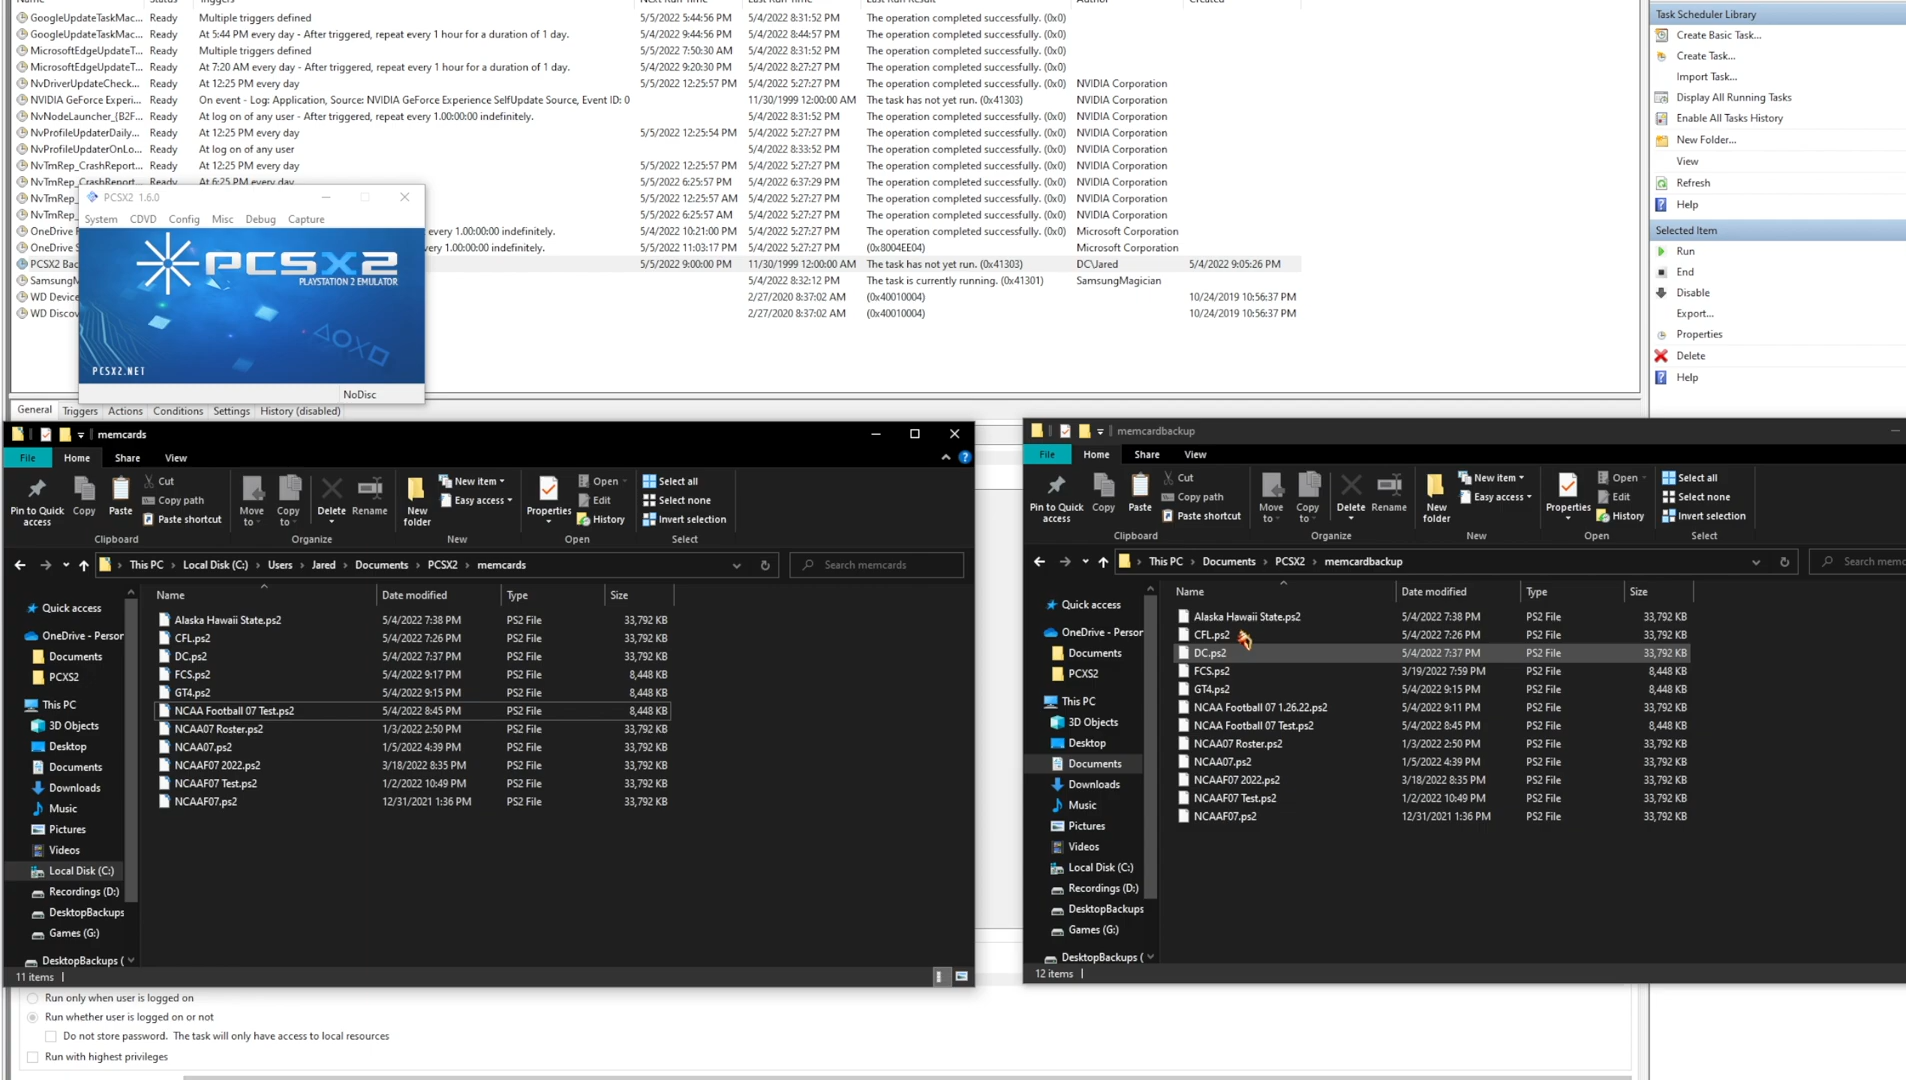 Name Status Triggers Next Run Time Last Run Time Last Run Result Author Created
GoogleUpdateTaskMac... Ready Multiple triggers defined 5/5/2022 5:44:56 PM 5/4/2022 8:31:52 PM The operation completed successfully. (0x0)
GoogleUpdateTaskMac... Ready At 5:44 PM every day - After triggered, repeat every 1 hour for a duration of 1 day. 5/4/2022 9:44:56 PM 5/4/2022 8:44:57 PM The operation completed successfully. (0x0)
MicrosoftEdgeUpdateT... Ready Multiple triggers defined 5/5/2022 7:50:30 AM 5/4/2022 8:31:52 PM The operation completed successfully. (0x0)
MicrosoftEdgeUpdateT... Ready At 7:20 AM every day - After triggered, repeat every 1 hour for a duration of 1 day. 5/4/2022 9:20:30 PM 5/4/2022 8:27:27 PM The operation completed successfully. (0x0)
NvDriverUpdateCheck... Ready At 12:25 PM every day 5/5/2022 12:25:57 PM 5/4/2022 5:27:27 PM The operation completed successfully. (0x0) NVIDIA Corporation
NVIDIA GeForce Experi... Ready On event - Log: Application, Source: NVIDIA GeForce Experience SelfUpdate Source, Event ID: 0 11/30/1999 12:00:00 AM The task has not yet run. (0x41303) NVIDIA Corporation
NvNodeLauncher_{B2F... Ready At log on of any user - After triggered, repeat every 1.00:00:00 indefinitely. 5/4/2022 8:31:52 PM The operation completed successfully. (0x0) NVIDIA Corporation
NvProfileUpdaterDaily... Ready At 12:25 PM every day 5/5/2022 12:25:54 PM 5/4/2022 5:27:27 PM The operation completed successfully. (0x0) NVIDIA Corporation
NvProfileUpdaterOnLo... Ready At log on of any user 5/4/2022 8:33:52 PM The operation completed successfully. (0x0) NVIDIA Corporation
NvTmRep_CrashReport... Ready At 12:25 PM every day 5/5/2022 12:25:57 PM 5/4/2022 5:27:27 PM The operation completed successfully. (0x0) NVIDIA Corporation
NvTmRep_CrashReport... Ready At 6:25 PM every day 5/5/2022 6:25:57 PM 5/4/2022 6:37:29 PM The operation completed successfully. (0x0) NVIDIA Corporation
NvTm 5/5/2022 12:25:57 AM 5/4/2022 5:27:27 PM The operation completed successfully. (0x0) NVIDIA Corporation
NvTm 5/5/2022 6:25:57 AM 5/4/2022 5:27:27 PM The operation completed successfully. (0x0) NVIDIA Corporation
OneDrive every 1.00:00:00 indefinitely. 5/4/2022 10:21:00 PM 5/4/2022 5:27:27 PM The operation completed successfully. (0x0) Microsoft Corporation
OneDrive every 1.00:00:00 indefinitely. 5/5/2022 11:03:17 PM 5/4/2022 5:27:27 PM (0x8004EE04) Microsoft Corporation
PCSX2 Bac 5/5/2022 9:00:00 PM 11/30/1999 12:00:00 AM The task has not yet run. (0x41303) DC\Jared 5/4/2022 9:05:26 PM
Samsung 5/4/2022 8:32:12 PM The task is currently running. (0x41301) SamsungMagician
WD Device 2/27/2020 8:37:02 AM (0x40010004) 10/24/2019 10:56:37 PM
WD Discov 2/27/2020 8:37:02 AM (0x40010004) 10/24/2019 10:56:37 PM
General Triggers Actions Conditions Settings History (disabled)
PCSX2 1.6.0
System CDVD Config Misc Debug Capture
PCSX2
PLAYSTATION 2 EMULATOR
PCSX2.NET
NoDisc
Task Scheduler Library
Create Basic Task...
Create Task...
Import Task...
Display All Running Tasks
Enable All Tasks History
New Folder...
View
Refresh
Help
Selected Item
Run
End
Disable
Export...
Properties
Delete
Help
memcards
File Home Share View
Pin to Quick access Copy Paste Cut Copy path Paste shortcut Move to Copy to Delete Rename New folder New item Easy access Properties Open Edit History Select all Select none Invert selection
Clipboard Organize New Open Select
This PC Local Disk (C:) Users Jared Documents PCSX2 memcards Search memcards
Quick access
OneDrive - Person
Documents
PCXS2
This PC
3D Objects
Desktop
Documents
Downloads
Music
Pictures
Videos
Local Disk (C:)
Recordings (D:)
DesktopBackups
Games (G:)
DesktopBackups (
Name Date modified Type Size
Alaska Hawaii State.ps2 5/4/2022 7:38 PM PS2 File 33,792 KB
CFL.ps2 5/4/2022 7:26 PM PS2 File 33,792 KB
DC.ps2 5/4/2022 7:37 PM PS2 File 33,792 KB
FCS.ps2 5/4/2022 9:17 PM PS2 File 8,448 KB
GT4.ps2 5/4/2022 9:15 PM PS2 File 8,448 KB
NCAA Football 07 Test.ps2 5/4/2022 8:45 PM PS2 File 8,448 KB
NCAA07 Roster.ps2 1/3/2022 2:50 PM PS2 File 33,792 KB
NCAA07.ps2 1/5/2022 4:39 PM PS2 File 33,792 KB
NCAAF07 2022.ps2 3/18/2022 8:35 PM PS2 File 33,792 KB
NCAAF07 Test.ps2 1/2/2022 10:49 PM PS2 File 33,792 KB
NCAAF07.ps2 12/31/2021 1:36 PM PS2 File 33,792 KB
11 items
memcardbackup
File Home Share View
Pin to Quick access Copy Paste Cut Copy path Paste shortcut Move to Copy to Delete Rename New folder New item Easy access Properties Open Edit History Select all Select none Invert selection
Clipboard Organize New Open Select
This PC Documents PCSX2 memcardbackup Search memc
Quick access
OneDrive - Person
Documents
PCXS2
This PC
3D Objects
Desktop
Documents
Downloads
Music
Pictures
Videos
Local Disk (C:)
Recordings (D:)
DesktopBackups
Games (G:)
DesktopBackups (
Name Date modified Type Size
Alaska Hawaii State.ps2 5/4/2022 7:38 PM PS2 File 33,792 KB
CFL.ps2 5/4/2022 7:26 PM PS2 File 33,792 KB
DC.ps2 5/4/2022 7:37 PM PS2 File 33,792 KB
FCS.ps2 3/19/2022 7:59 PM PS2 File 8,448 KB
GT4.ps2 5/4/2022 9:15 PM PS2 File 8,448 KB
NCAA Football 07 1.26.22.ps2 5/4/2022 9:11 PM PS2 File 33,792 KB
NCAA Football 07 Test.ps2 5/4/2022 8:45 PM PS2 File 8,448 KB
NCAA07 Roster.ps2 1/3/2022 2:50 PM PS2 File 33,792 KB
NCAA07.ps2 1/5/2022 4:39 PM PS2 File 33,792 KB
NCAAF07 2022.ps2 3/18/2022 8:35 PM PS2 File 33,792 KB
NCAAF07 Test.ps2 1/2/2022 10:49 PM PS2 File 33,792 KB
NCAAF07.ps2 12/31/2021 1:36 PM PS2 File 33,792 KB
12 items
Run only when user is logged on
Run whether user is logged on or not
Do not store password. The task will only have access to local resources
Run with highest privileges